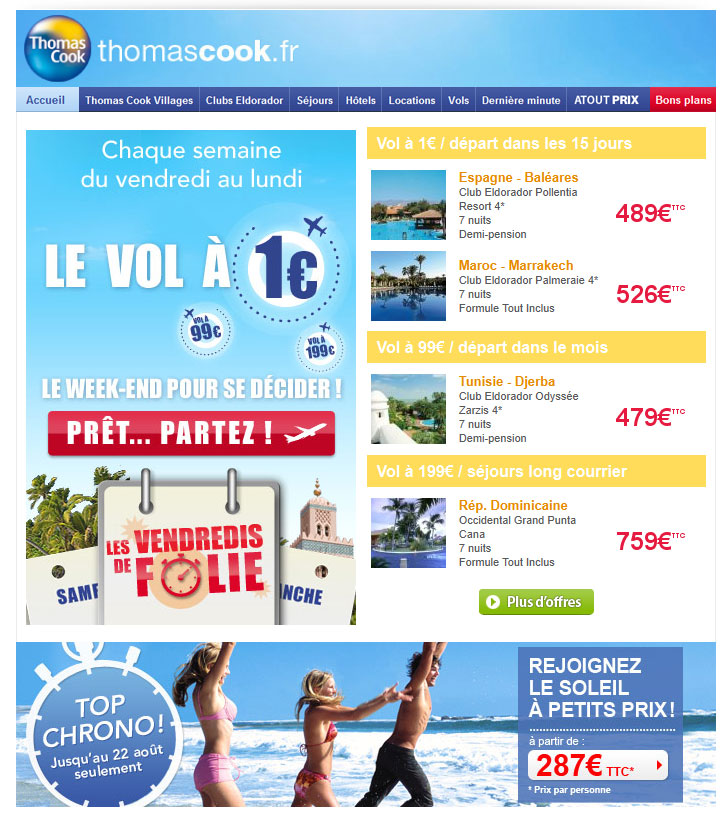 Thomas
Cook
thomascook.fr
Accueil
Thomas Cook Villages
Clubs Eldorador
Séjours
Hôtels
Locations
Vols
Dernière minute
ATOUT PRIX
Bons plans
Chaque semaine
du vendredi au lundi
LE VOL À 1€
VOL À
99€
VOL À
199€
LE WEEK-END POUR SE DÉCIDER !
PRÊT... PARTEZ !
LES VENDREDIS
DE FOLIE
SAME
ANCHE
Vol à 1€ / départ dans les 15 jours
Espagne - Baléares
Club Eldorador Pollentia
Resort 4*
7 nuits
Demi-pension
489€TTC
Maroc - Marrakech
Club Eldorador Palmeraie 4*
7 nuits
Formule Tout Inclus
526€TTC
Vol à 99€ / départ dans le mois
Tunisie - Djerba
Club Eldorador Odyssée
Zarzis 4*
7 nuits
Demi-pension
479€TTC
Vol à 199€ / séjours long courrier
Rép. Dominicaine
Occidental Grand Punta
Cana
7 nuits
Formule Tout Inclus
759€TTC
Plus d'offres
TOP
CHRONO!
Jusqu'au 22 août
seulement
REJOIGNEZ
LE SOLEIL
À PETITS PRIX!
à partir de :
287€ TTC*
* Prix par personne